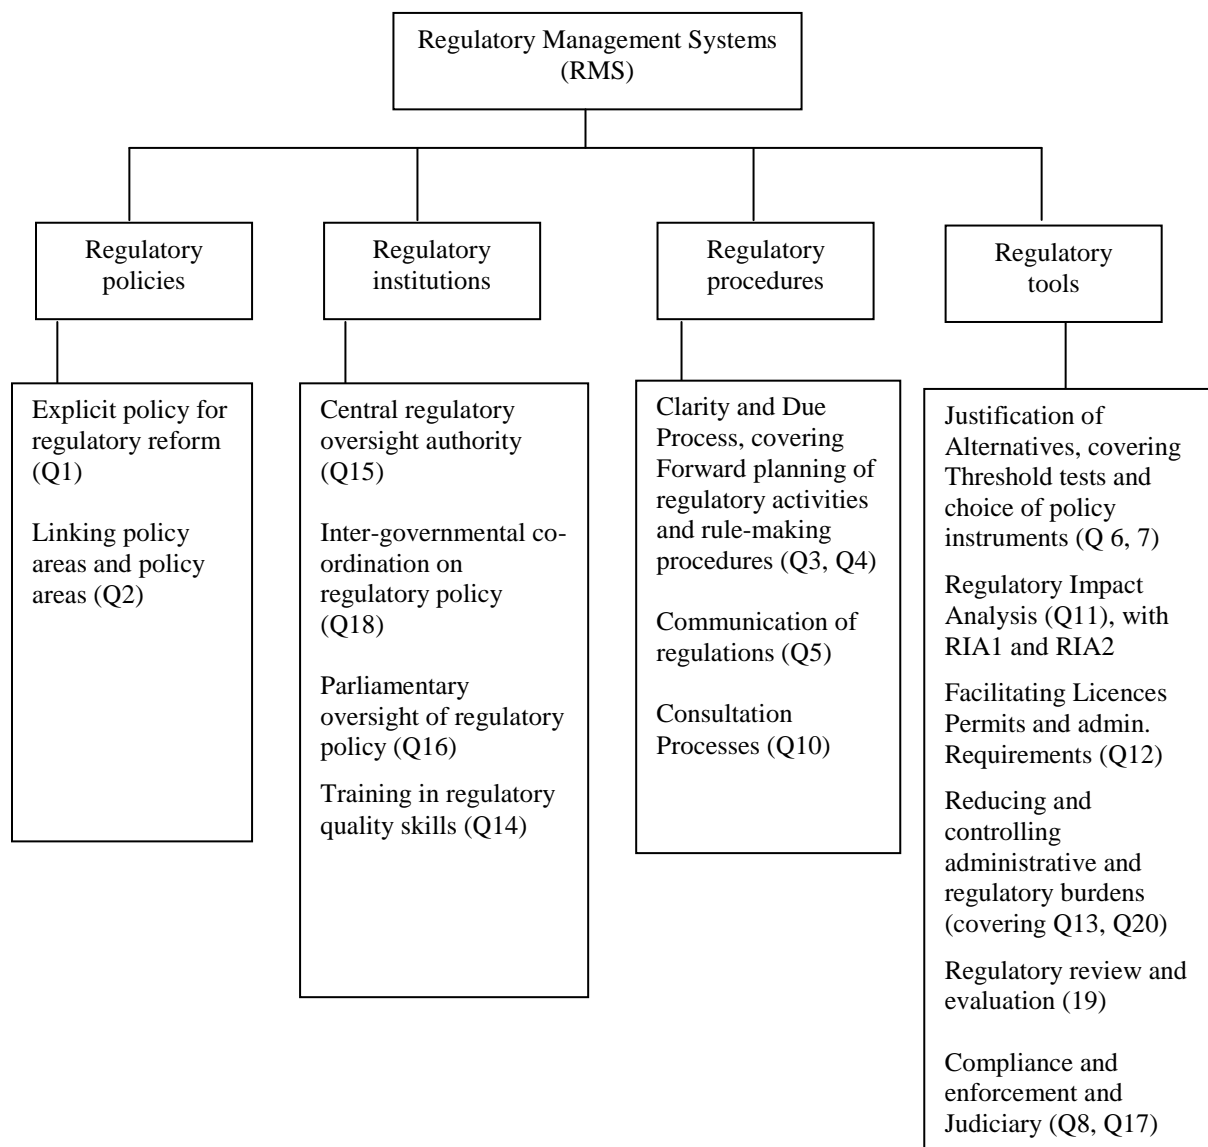 Regulatory Management Systems
(RMS)
Regulatory
policies
Regulatory
institutions
Regulatory
procedures
Regulatory
tools
Explicit policy for
regulatory reform
(Q1)
Linking policy
areas and policy
areas (Q2)
Central regulatory
oversight authority
(Q15)
Inter-governmental co-
ordination on
regulatory policy
(Q18)
Parliamentary
oversight of regulatory
policy (Q16)
Training in regulatory
quality skills (Q14)
Clarity and Due
Process, covering
Forward planning of
regulatory activities
and rule-making
procedures (Q3, Q4)
Communication of
regulations (Q5)
Consultation
Processes (Q10)
Justification of
Alternatives, covering
Threshold tests and
choice of policy
instruments (Q 6, 7)
Regulatory Impact
Analysis (Q11), with
RIA1 and RIA2
Facilitating Licences
Permits and admin.
Requirements (Q12)
Reducing and
controlling
administrative and
regulatory burdens
(covering Q13, Q20)
Regulatory review and
evaluation (19)
Compliance and
enforcement and
Judiciary (Q8, Q17)